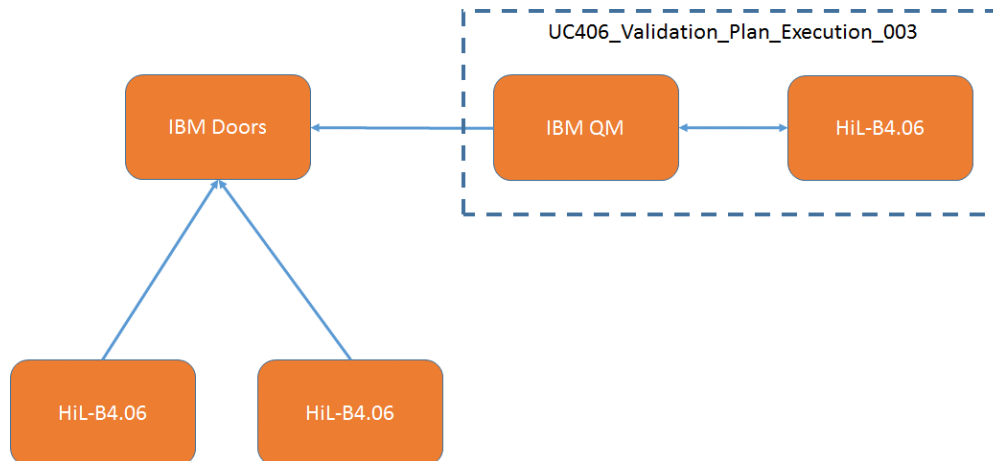 UC406_Validation_Plan_Execution_003
IBM Doors
IBM QM
HiL-B4.06
HiL-B4.06
HiL-B4.06